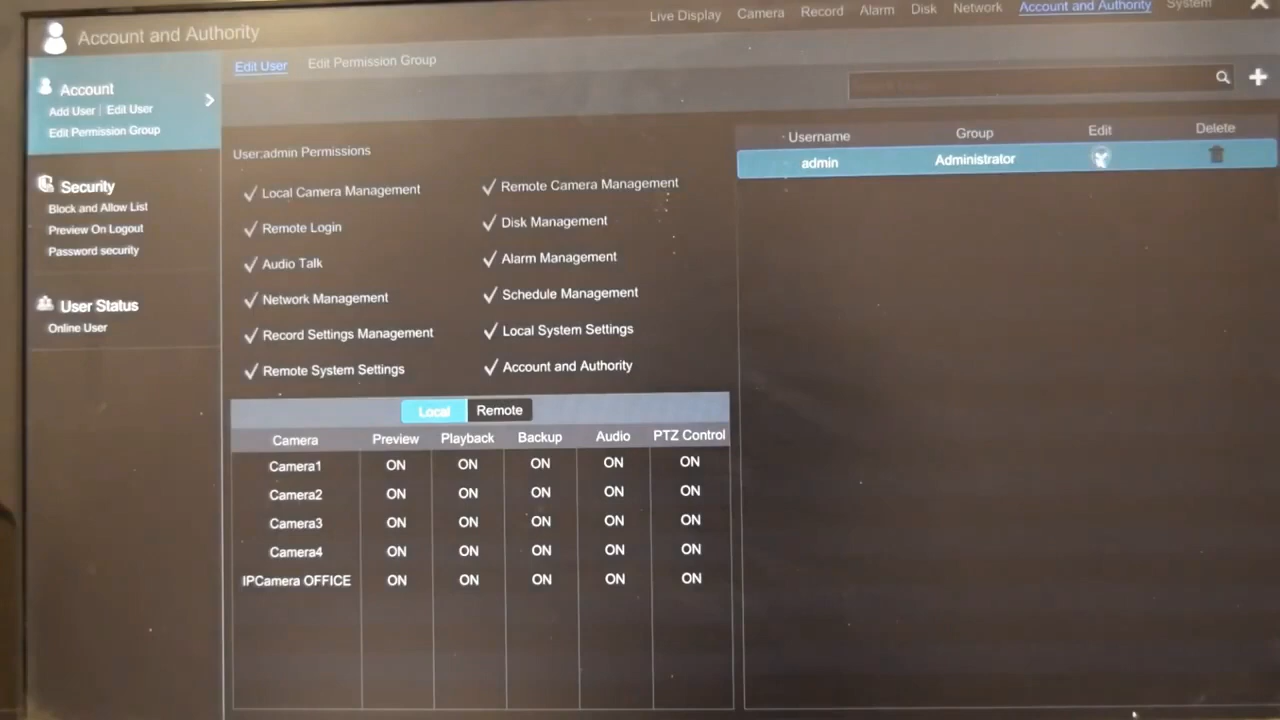 Live Display Camera Record Alarm Disk Network Account and Authority System
Account and Authority
Edit User Edit Permission Group
Account
Add User | Edit User
Edit Permission Group
Security
Block and Allow List
Preview On Logout
Password security
User Status
Online User
User:admin Permissions
Local Camera Management Remote Camera Management
Remote Login Disk Management
Audio Talk Alarm Management
Network Management Schedule Management
Record Settings Management Local System Settings
Remote System Settings Account and Authority
Local Remote
Camera Preview Playback Backup Audio PTZ Control
Camera1 ON ON ON ON ON
Camera2 ON ON ON ON ON
Camera3 ON ON ON ON ON
Camera4 ON ON ON ON ON
IPCamera OFFICE ON ON ON ON ON
Username Group Edit Delete
admin Administrator